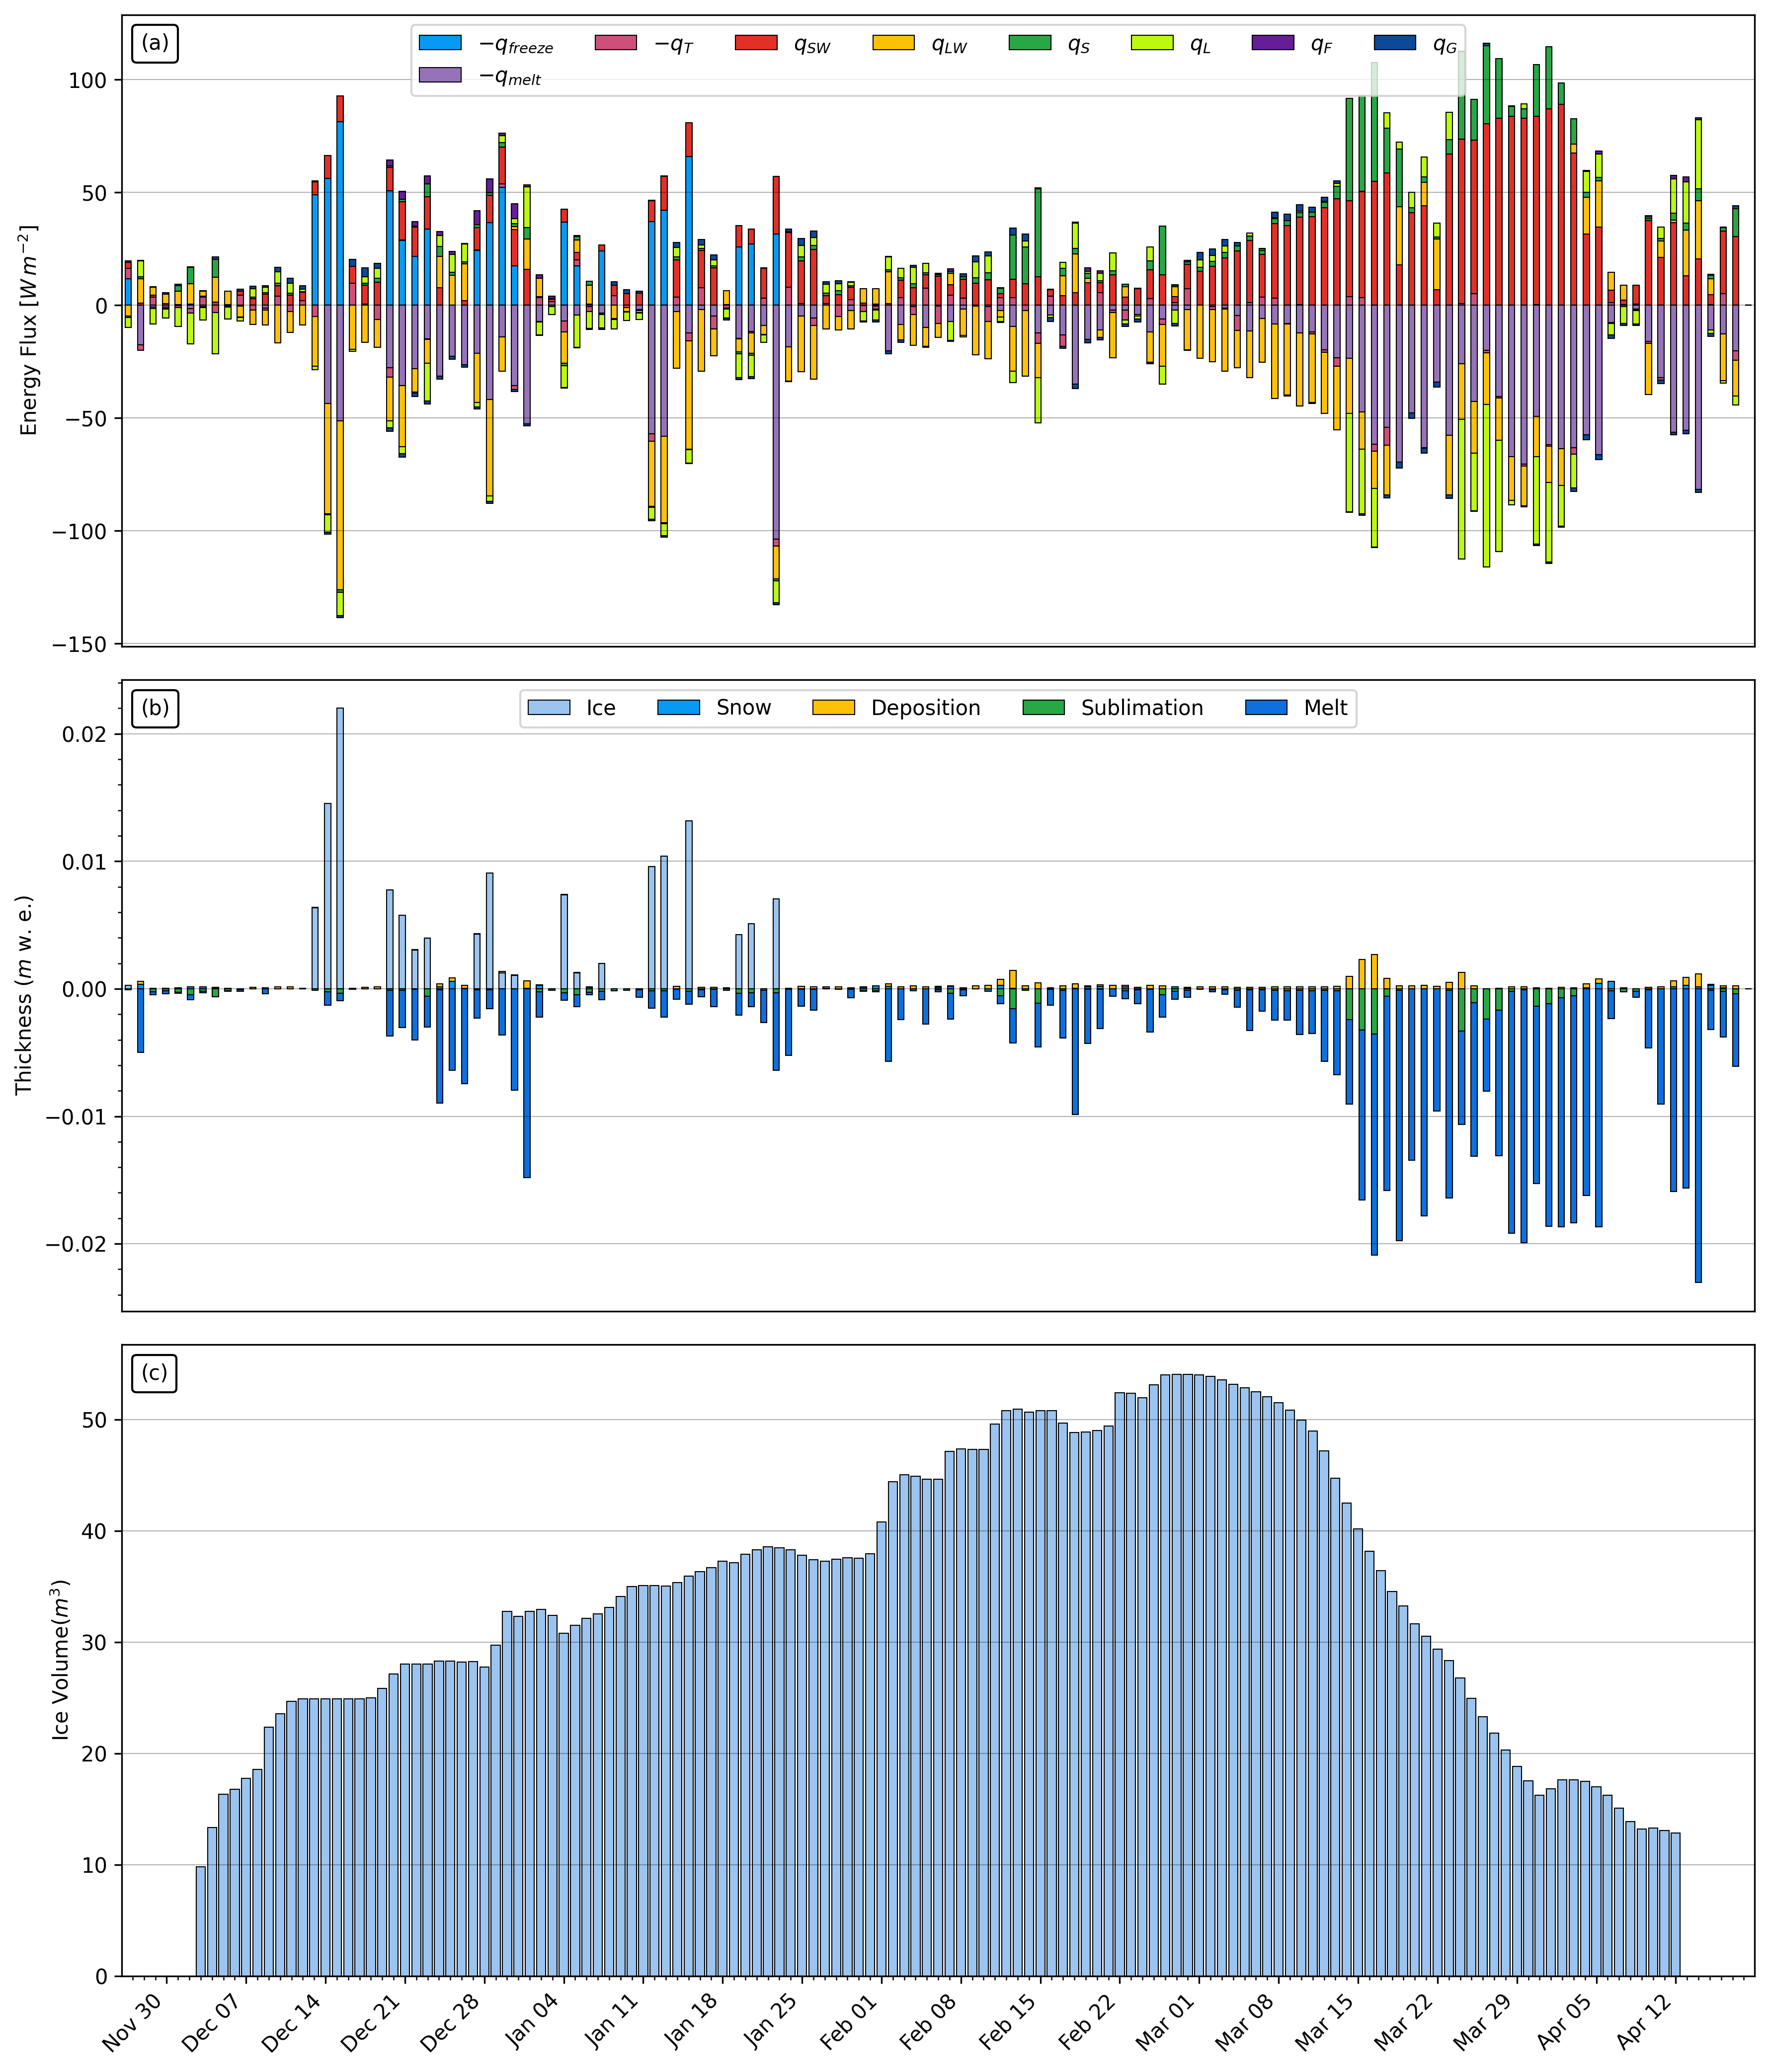 (a)
−q_freeze −q_T q_SW q_LW q_S q_L q_F q_G
−q_melt
Energy Flux [W m⁻²]
100
50
0
−50
−100
−150
(b)
Ice Snow Deposition Sublimation Melt
Thickness (m w. e.)
0.02
0.01
0.00
−0.01
−0.02
(c)
Ice Volume(m³)
50
40
30
20
10
0
Nov 30 Dec 07 Dec 14 Dec 21 Dec 28 Jan 04 Jan 11 Jan 18 Jan 25 Feb 01 Feb 08 Feb 15 Feb 22 Mar 01 Mar 08 Mar 15 Mar 22 Mar 29 Apr 05 Apr 12